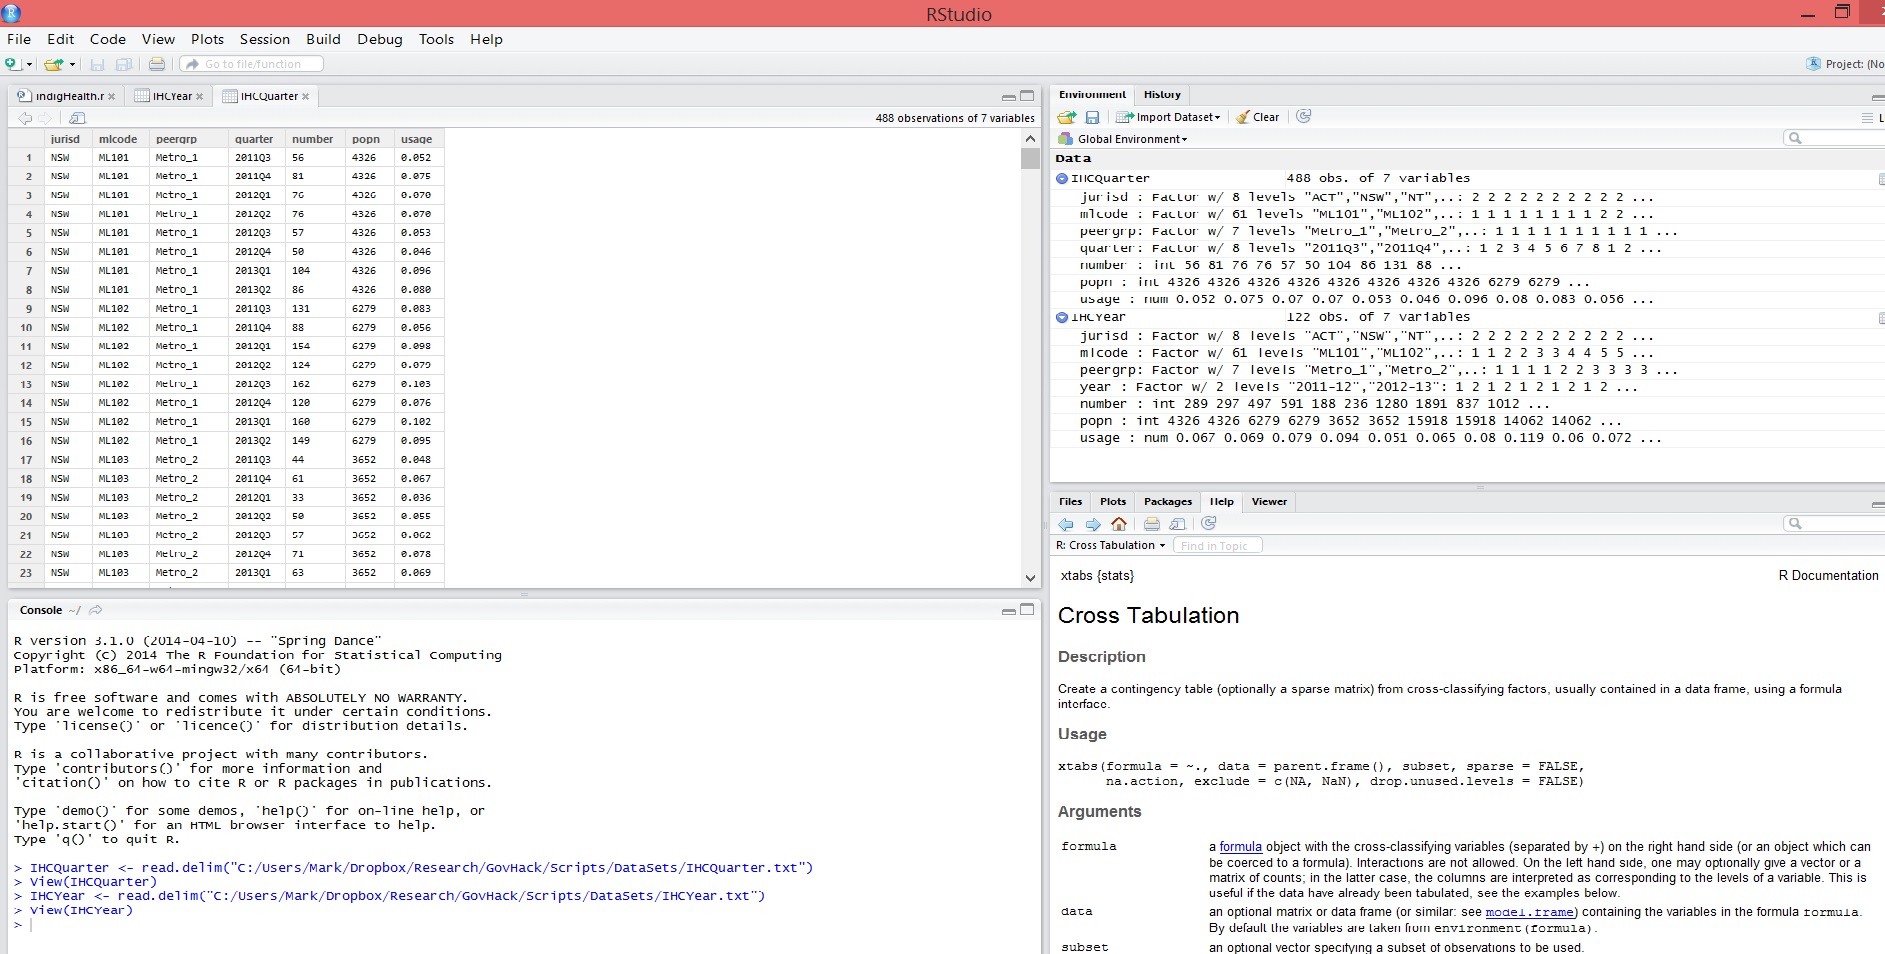 RStudio
File Edit Code View Plots Session Build Debug Tools Help
Go to file/function
Project: (No
indigHealth.r
IHCYear
IHCQuarter
488 observations of 7 variables
jurisd mlcode peergrp quarter number popn usage
1 NSW ML101 Metro_1 2011Q3 56 4326 0.052
2 NSW ML101 Metro_1 2011Q4 81 4326 0.075
3 NSW ML101 Metro_1 2012Q1 76 4326 0.070
4 NSW ML101 Metro_1 2012Q2 76 4326 0.070
5 NSW ML101 Metro_1 2012Q3 57 4326 0.053
6 NSW ML101 Metro_1 2012Q4 50 4326 0.046
7 NSW ML101 Metro_1 2013Q1 104 4326 0.096
8 NSW ML101 Metro_1 2013Q2 86 4326 0.080
9 NSW ML102 Metro_1 2011Q3 131 6279 0.083
10 NSW ML102 Metro_1 2011Q4 88 6279 0.056
11 NSW ML102 Metro_1 2012Q1 154 6279 0.098
12 NSW ML102 Metro_1 2012Q2 124 6279 0.079
13 NSW ML102 Metro_1 2012Q3 162 6279 0.103
14 NSW ML102 Metro_1 2012Q4 120 6279 0.076
15 NSW ML102 Metro_1 2013Q1 160 6279 0.102
16 NSW ML102 Metro_1 2013Q2 149 6279 0.095
17 NSW ML103 Metro_2 2011Q3 44 3652 0.048
18 NSW ML103 Metro_2 2011Q4 61 3652 0.067
19 NSW ML103 Metro_2 2012Q1 33 3652 0.036
20 NSW ML103 Metro_2 2012Q2 50 3652 0.055
21 NSW ML103 Metro_2 2012Q3 57 3652 0.062
22 NSW ML103 Metro_2 2012Q4 71 3652 0.078
23 NSW ML103 Metro_2 2013Q1 63 3652 0.069
Console ~/
R version 3.1.0 (2014-04-10) -- "Spring Dance"
Copyright (C) 2014 The R Foundation for Statistical Computing
Platform: x86_64-w64-mingw32/x64 (64-bit)
R is free software and comes with ABSOLUTELY NO WARRANTY.
You are welcome to redistribute it under certain conditions.
Type 'license()' or 'licence()' for distribution details.
R is a collaborative project with many contributors.
Type 'contributors()' for more information and
'citation()' on how to cite R or R packages in publications.
Type 'demo()' for some demos, 'help()' for on-line help, or
'help.start()' for an HTML browser interface to help.
Type 'q()' to quit R.
> IHCQuarter <- read.delim("C:/Users/Mark/Dropbox/Research/GovHack/Scripts/DataSets/IHCQuarter.txt")
> View(IHCQuarter)
> IHCYear <- read.delim("C:/Users/Mark/Dropbox/Research/GovHack/Scripts/DataSets/IHCYear.txt")
> View(IHCYear)
>
Environment History
Import Dataset Clear
Global Environment
Data
IHCQuarter 488 obs. of 7 variables
jurisd : Factor w/ 8 levels "ACT","NSW","NT",..: 2 2 2 2 2 2 2 2 2 2 ...
mlcode : Factor w/ 61 levels "ML101","ML102",..: 1 1 1 1 1 1 1 1 2 2 ...
peergrp: Factor w/ 7 levels "Metro_1","Metro_2",..: 1 1 1 1 1 1 1 1 1 1 ...
quarter: Factor w/ 8 levels "2011Q3","2011Q4",..: 1 2 3 4 5 6 7 8 1 2 ...
number : int 56 81 76 76 57 50 104 86 131 88 ...
popn : int 4326 4326 4326 4326 4326 4326 4326 4326 6279 6279 ...
usage : num 0.052 0.075 0.07 0.07 0.053 0.046 0.096 0.08 0.083 0.056 ...
IHCYear 122 obs. of 7 variables
jurisd : Factor w/ 8 levels "ACT","NSW","NT",..: 2 2 2 2 2 2 2 2 2 2 ...
mlcode : Factor w/ 61 levels "ML101","ML102",..: 1 1 2 2 3 3 4 4 5 5 ...
peergrp: Factor w/ 7 levels "Metro_1","Metro_2",..: 1 1 1 1 2 2 3 3 3 3 ...
year : Factor w/ 2 levels "2011-12","2012-13": 1 2 1 2 1 2 1 2 1 2 ...
number : int 289 297 497 591 188 236 1280 1891 837 1012 ...
popn : int 4326 4326 6279 6279 3652 3652 15918 15918 14062 14062 ...
usage : num 0.067 0.069 0.079 0.094 0.051 0.065 0.08 0.119 0.06 0.072 ...
Files Plots Packages Help Viewer
R: Cross Tabulation Find in Topic
xtabs {stats} R Documentation
Cross Tabulation
Description
Create a contingency table (optionally a sparse matrix) from cross-classifying factors, usually contained in a data frame, using a formula
interface.
Usage
xtabs(formula = ~., data = parent.frame(), subset, sparse = FALSE,
na.action, exclude = c(NA, NaN), drop.unused.levels = FALSE)
Arguments
formula a formula object with the cross-classifying variables (separated by +) on the right hand side (or an object which can
be coerced to a formula). Interactions are not allowed. On the left hand side, one may optionally give a vector or a
matrix of counts; in the latter case, the columns are interpreted as corresponding to the levels of a variable. This is
useful if the data have already been tabulated, see the examples below.
data an optional matrix or data frame (or similar: see model.frame) containing the variables in the formula formula.
By default the variables are taken from environment(formula).
subset an optional vector specifying a subset of observations to be used.